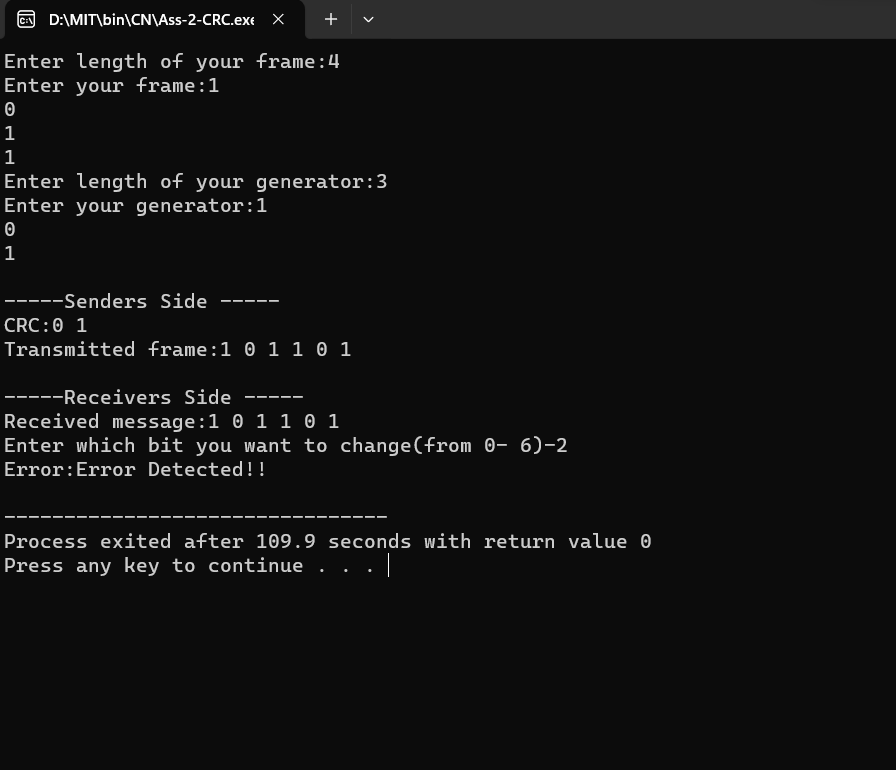 D:\MIT\bin\CN\Ass-2-CRC.exe
Enter length of your frame:4
Enter your frame:1
0
1
1
Enter length of your generator:3
Enter your generator:1
0
1
-----Senders Side -----
CRC:0 1
Transmitted frame:1 0 1 1 0 1
-----Receivers Side -----
Received message:1 0 1 1 0 1
Enter which bit you want to change(from 0- 6)-2
Error:Error Detected!!
--------------------------------
Process exited after 109.9 seconds with return value 0
Press any key to continue . . .